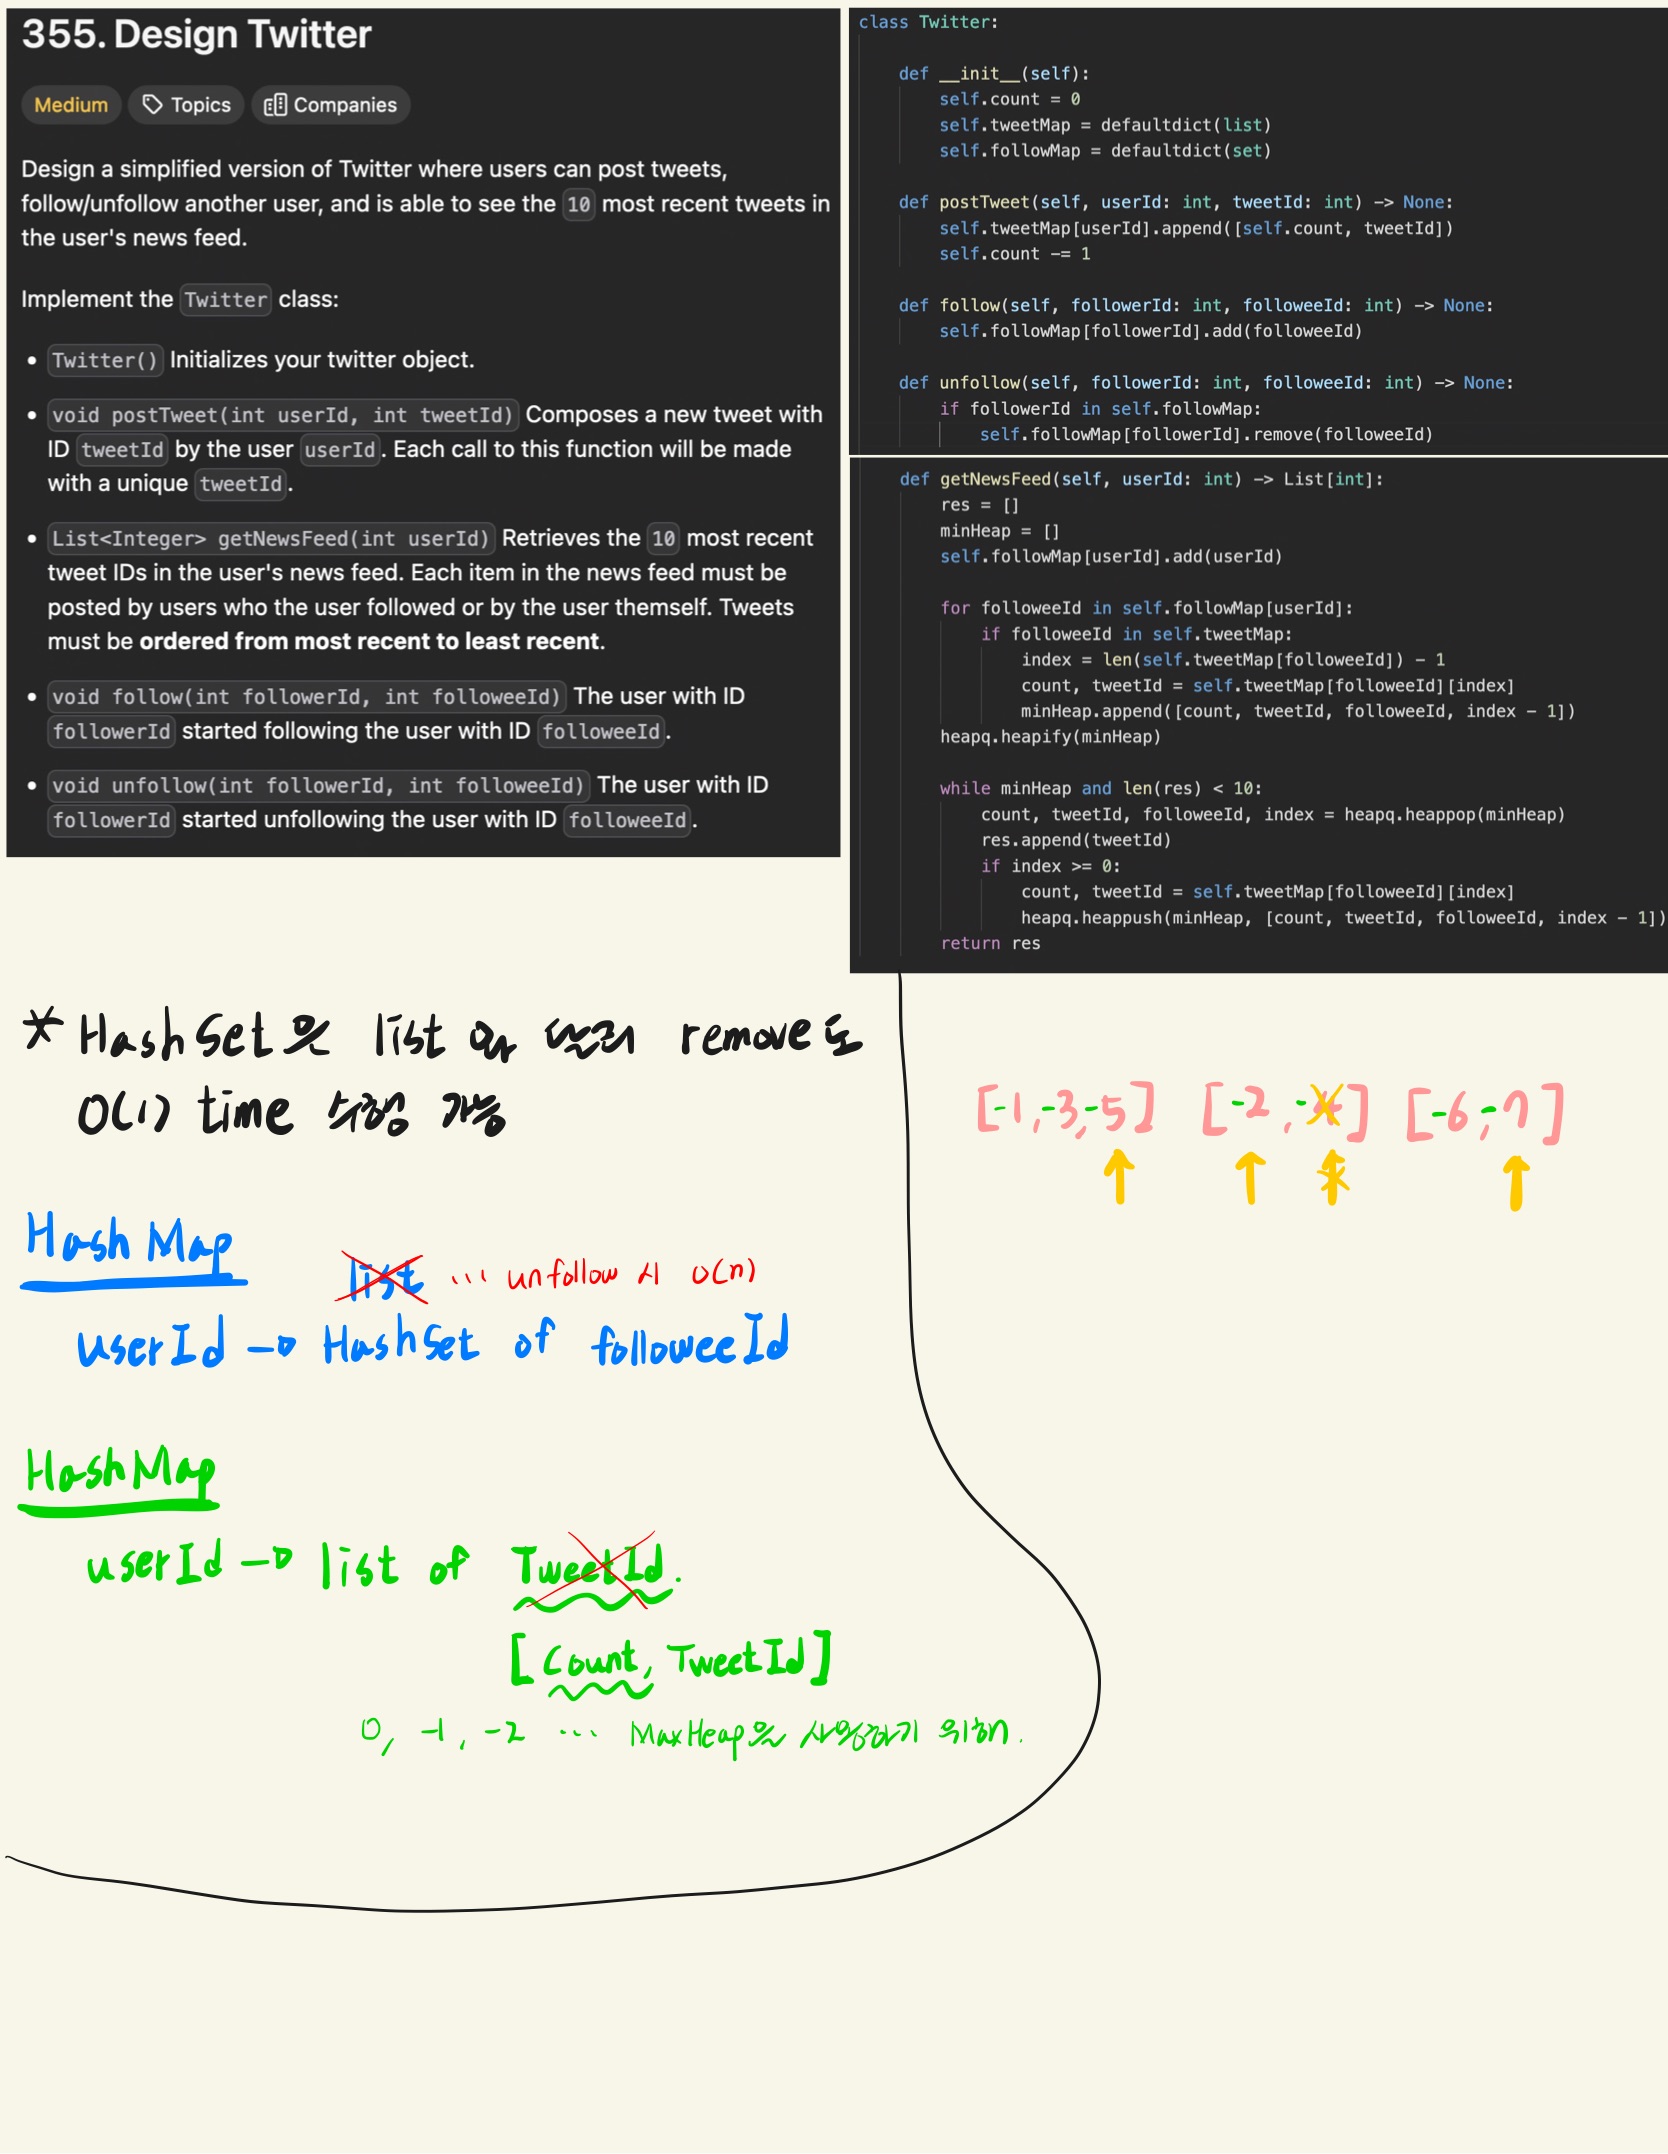 355. Design Twitter
Medium Topics Companies
Design a simplified version of Twitter where users can post tweets,
follow/unfollow another user, and is able to see the 10 most recent tweets in
the user's news feed.
Implement the Twitter class:
• Twitter() Initializes your twitter object.
• void postTweet(int userId, int tweetId) Composes a new tweet with
ID tweetId by the user userId. Each call to this function will be made
with a unique tweetId.
• List<Integer> getNewsFeed(int userId) Retrieves the 10 most recent
tweet IDs in the user's news feed. Each item in the news feed must be
posted by users who the user followed or by the user themself. Tweets
must be ordered from most recent to least recent.
• void follow(int followerId, int followeeId) The user with ID
followerId started following the user with ID followeeId.
• void unfollow(int followerId, int followeeId) The user with ID
followerId started unfollowing the user with ID followeeId.
class Twitter:
def __init__(self):
self.count = 0
self.tweetMap = defaultdict(list)
self.followMap = defaultdict(set)
def postTweet(self, userId: int, tweetId: int) -> None:
self.tweetMap[userId].append([self.count, tweetId])
self.count -= 1
def follow(self, followerId: int, followeeId: int) -> None:
self.followMap[followerId].add(followeeId)
def unfollow(self, followerId: int, followeeId: int) -> None:
if followerId in self.followMap:
self.followMap[followerId].remove(followeeId)
def getNewsFeed(self, userId: int) -> List[int]:
res = []
minHeap = []
self.followMap[userId].add(userId)
for followeeId in self.followMap[userId]:
if followeeId in self.tweetMap:
index = len(self.tweetMap[followeeId]) - 1
count, tweetId = self.tweetMap[followeeId][index]
minHeap.append([count, tweetId, followeeId, index - 1])
heapq.heapify(minHeap)
while minHeap and len(res) < 10:
count, tweetId, followeeId, index = heapq.heappop(minHeap)
res.append(tweetId)
if index >= 0:
count, tweetId = self.tweetMap[followeeId][index]
heapq.heappush(minHeap, [count, tweetId, followeeId, index - 1])
return res
* HashSet은 list와 달리 remove도
O(1) time 수행 가능
HashMap
list ... unfollow 시 O(n)
userId → HashSet of followeeId
HashMap
userId → list of TweetId.
[Count, TweetId]
0, -1, -2 ... MaxHeap을 사용하기 위해.
[-1,-3,-5] [-2,-4] [-6,-7]